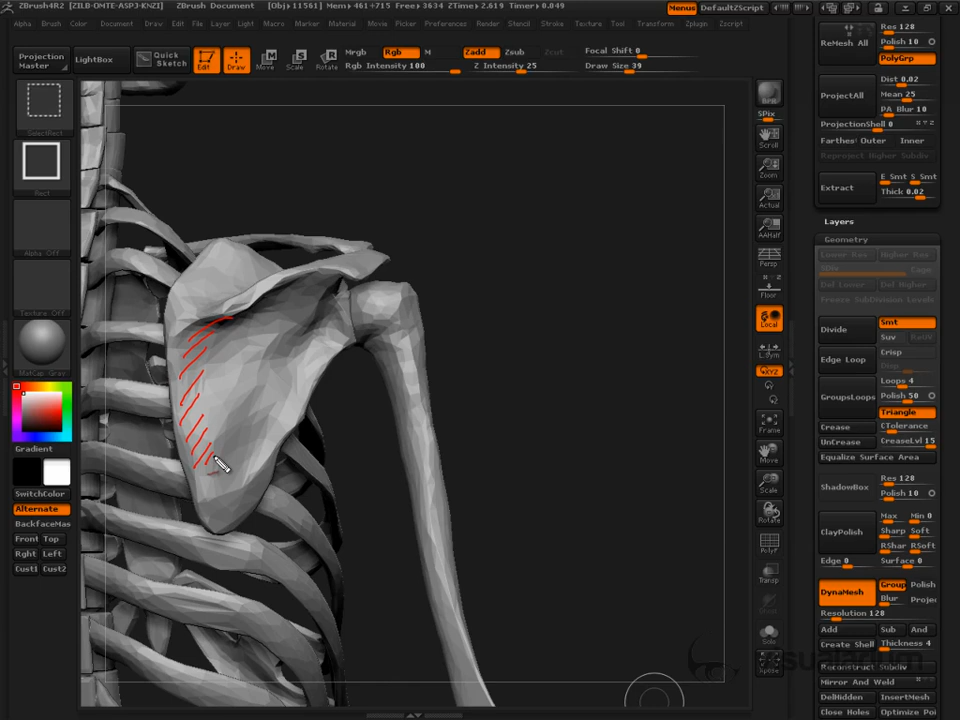 ZBrush 4R2 [ZILB-OMTE-ASPJ-KNZI] ZBrush Document [Obj>11561] Mem>461+715 Free>3634 ZTime>2.619 Timer>0.049 Menus DefaultZScript
Alpha Brush Color Document Draw Edit File Layer Light Macro Marker Material Movie Picker Preferences Render Stencil Stroke Texture Tool Transform Zplugin Zscript
Projection Master
LightBox
Quick Sketch
Edit
Draw
Move
Scale
Rotate
Mrgb Rgb M
Rgb Intensity 100
Zadd Zsub Zcut
Z Intensity 25
Focal Shift 0
Draw Size 39
SelectRect
Rect
Alpha Off
Texture Off
MatCap Gray
Gradient
SwitchColor
Alternate
BackfaceMas
Front Top
Rght Left
Cust1 Cust2
SPix
Scroll
Zoom
Actual
AAHalf
Persp
Floor
Local
L.Sym
XYZ
Frame
Move
Scale
Rotate
PolyF
Transp
Solo
Xpose
ReMesh All
Res 128
Polish 10
PolyGrp
ProjectAll
Dist 0.02
Mean 25
PA Blur 10
ProjectionShell 0
Farthes Outer Inner
Reproject Higher Subdiv
Extract
E Smt S Smt
Thick 0.02
Layers
Geometry
Lower Res Higher Res
SDiv Cage
Del Lower Del Higher
Freeze SubDivision Levels
Divide
Smt
Suv ReUV
Edge Loop
Crisp
Disp
GroupsLoops
Loops 4
Polish 50
Triangle
Crease
CTolerance
UnCrease
CreaseLvl 15
Equalize Surface Area
ShadowBox
Res 128
Polish 10
ClayPolish
Max Min 0
Sharp Soft
RShar RSoft
Edge 0 Surface 0
DynaMesh
Group Polish
Blur Projec
Resolution 128
Add Sub And
Create Shell Thickness 4
Reconstruct Subdiv
Mirror And Weld
DelHidden InsertMesh
Close Holes Optimize Poi